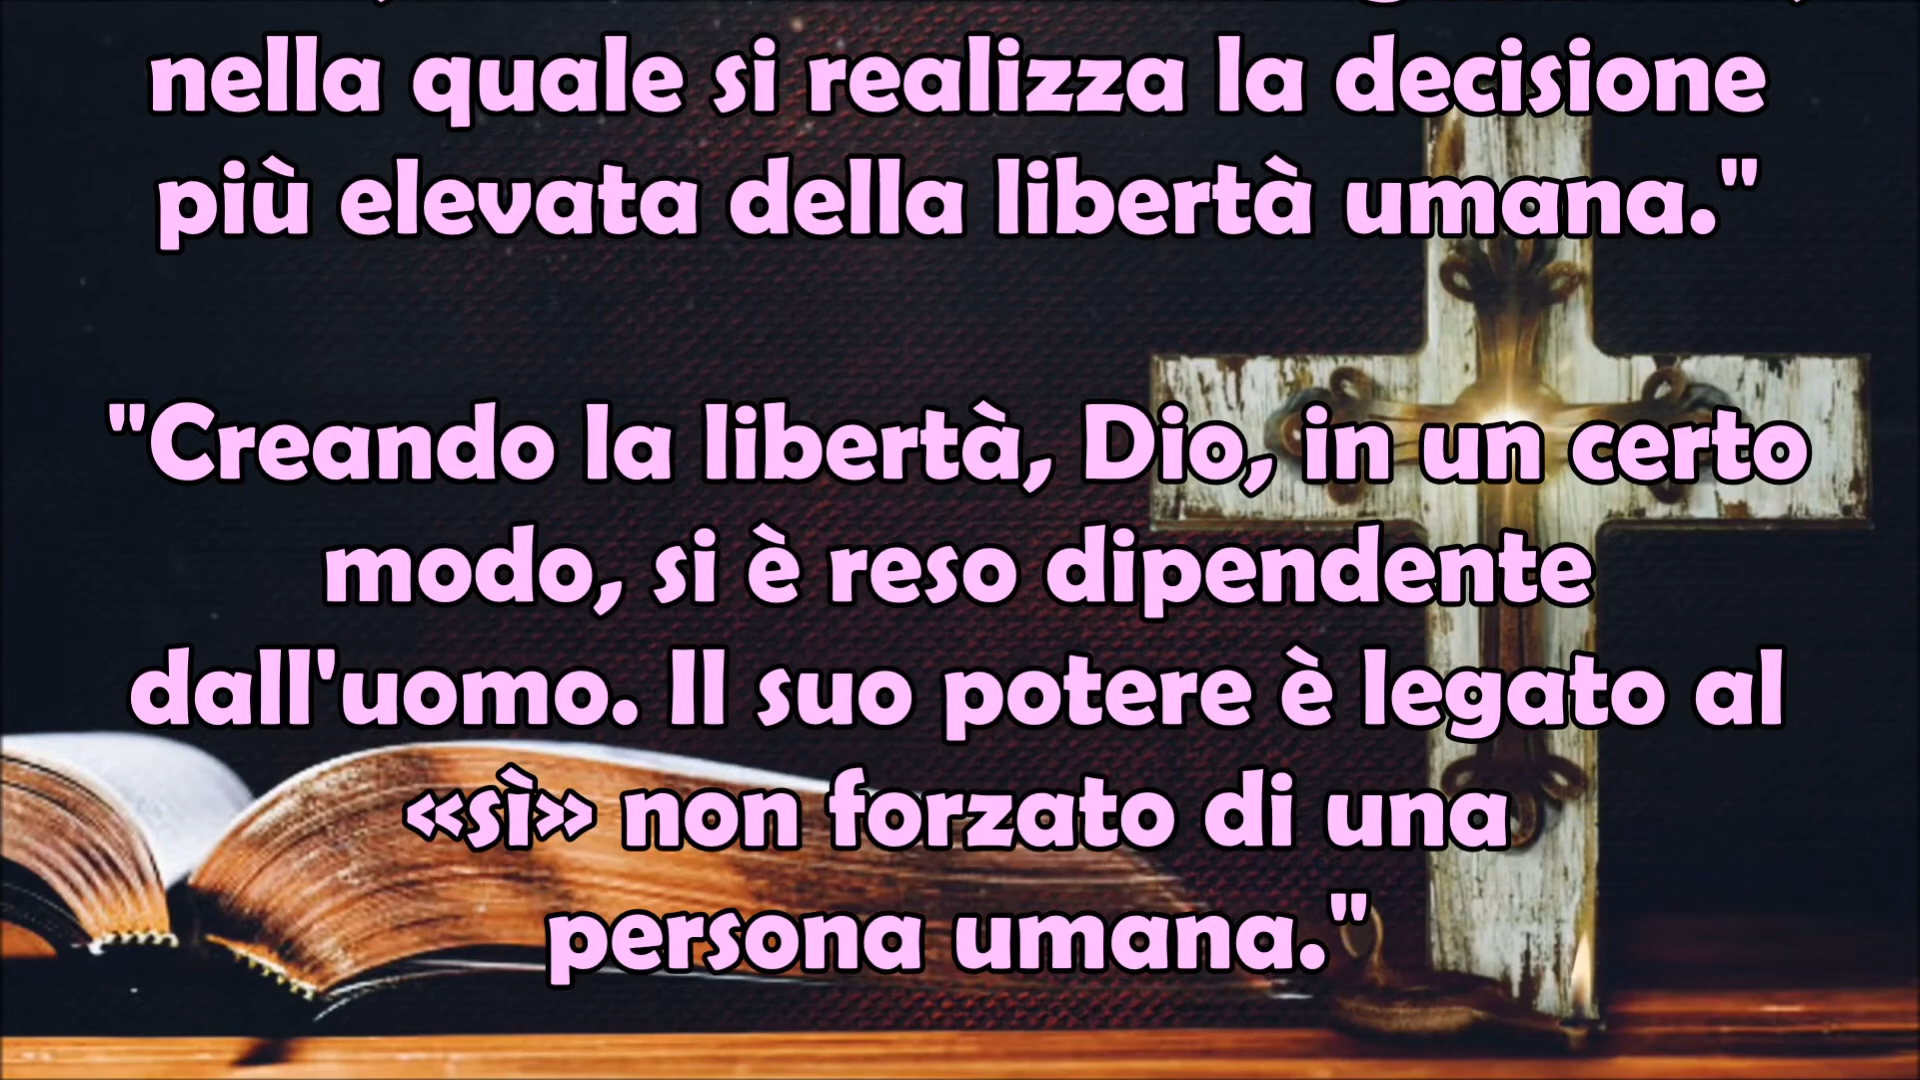 nella quale si realizza la decisione
più elevata della libertà umana."
"Creando la libertà, Dio, in un certo
modo, si è reso dipendente
dall'uomo. Il suo potere è legato al
«sì» non forzato di una
persona umana."